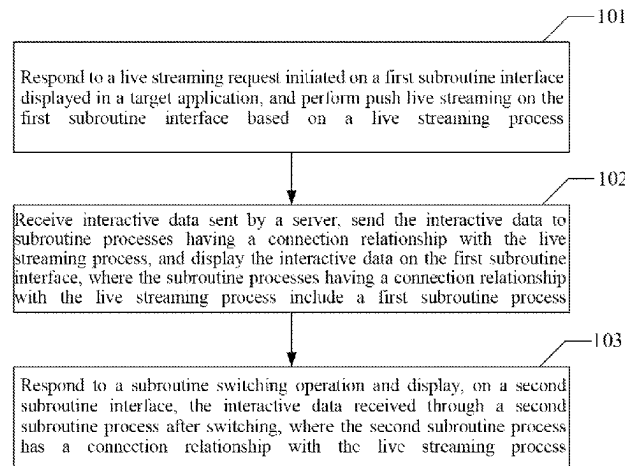 101
Respond to a live streaming request initiated on a first subroutine interface
displayed in a target application, and perform push live streaming on the
first subroutine interface based on a live streaming process
102
Receive interactive data sent by a server, send the interactive data to
subroutine processes having a connection relationship with the live
streaming process, and display the interactive data on the first subroutine
interface, where the subroutine processes having a connection relationship
with the live streaming process include a first subroutine process
103
Respond to a subroutine switching operation and display, on a second
subroutine interface, the interactive data received through a second
subroutine process after switching, where the second subroutine process
has a connection relationship with the live streaming process